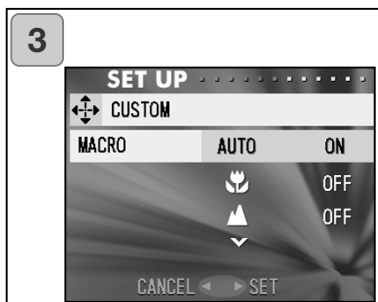 3
SET UP
CUSTOM
MACRO AUTO ON
OFF
OFF
CANCEL SET